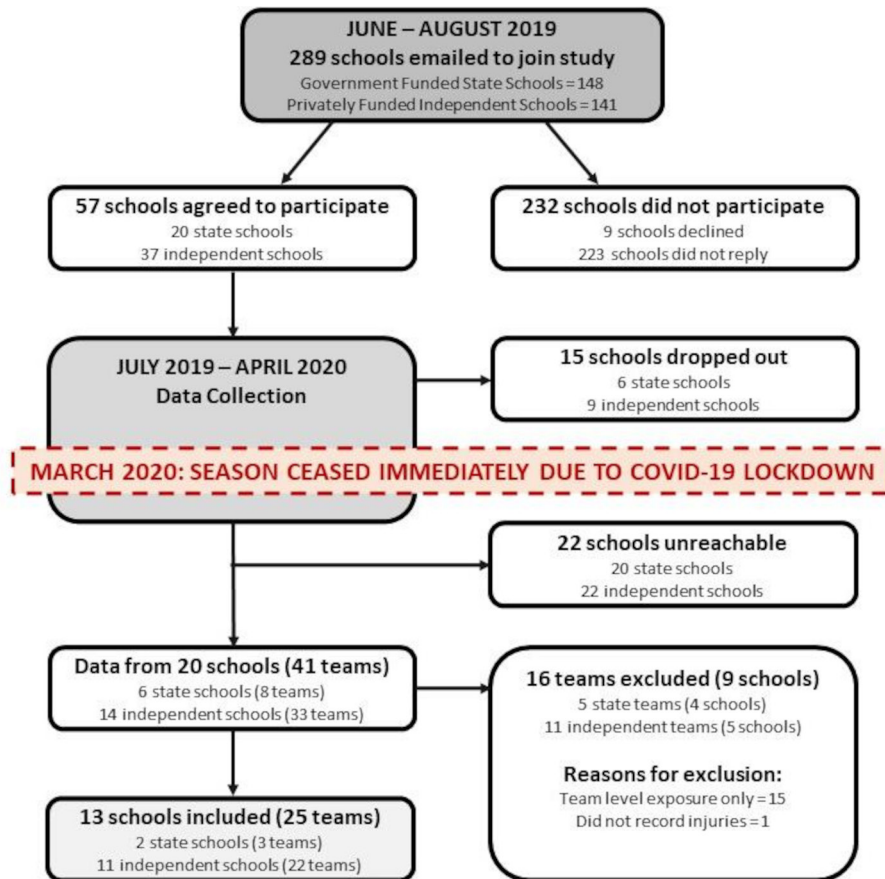 JUNE – AUGUST 2019
289 schools emailed to join study
Government Funded State Schools = 148
Privately Funded Independent Schools = 141
57 schools agreed to participate
20 state schools
37 independent schools
232 schools did not participate
9 schools declined
223 schools did not reply
JULY 2019 – APRIL 2020
Data Collection
15 schools dropped out
6 state schools
9 independent schools
MARCH 2020: SEASON CEASED IMMEDIATELY DUE TO COVID-19 LOCKDOWN
22 schools unreachable
20 state schools
22 independent schools
Data from 20 schools (41 teams)
6 state schools (8 teams)
14 independent schools (33 teams)
16 teams excluded (9 schools)
5 state teams (4 schools)
11 independent teams (5 schools)
Reasons for exclusion:
Team level exposure only = 15
Did not record injuries = 1
13 schools included (25 teams)
2 state schools (3 teams)
11 independent schools (22 teams)